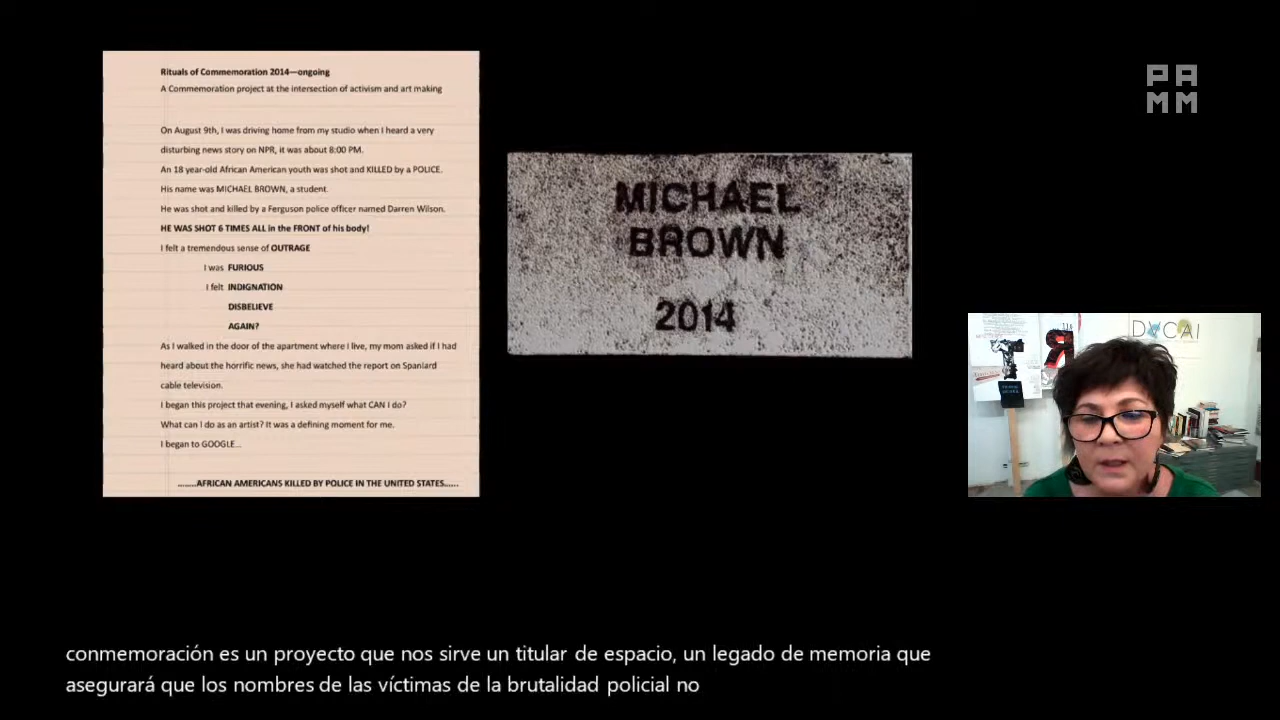 Rituals of Commemoration 2014—ongoing
A Commemoration project at the intersection of activism and art making
On August 9th, I was driving home from my studio when I heard a very
disturbing news story on NPR, it was about 8:00 PM.
An 18 year-old African American youth was shot and KILLED by a POLICE.
His name was MICHAEL BROWN, a student.
He was shot and killed by a Ferguson police officer named Darren Wilson.
HE WAS SHOT 6 TIMES ALL in the FRONT of his body!
I felt a tremendous sense of OUTRAGE
I was FURIOUS
I felt INDIGNATION
DISBELIEVE
AGAIN?
As I walked in the door of the apartment where I live, my mom asked if I had
heard about the horrific news, she had watched the report on Spaniard
cable television.
I began this project that evening, I asked myself what CAN I do?
What can I do as an artist? It was a defining moment for me.
I began to GOOGLE...
........AFRICAN AMERICANS KILLED BY POLICE IN THE UNITED STATES......
MICHAEL
BROWN
2014
PA
MM
DVCAI
conmemoración es un proyecto que nos sirve un titular de espacio, un legado de memoria que
asegurará que los nombres de las víctimas de la brutalidad policial no